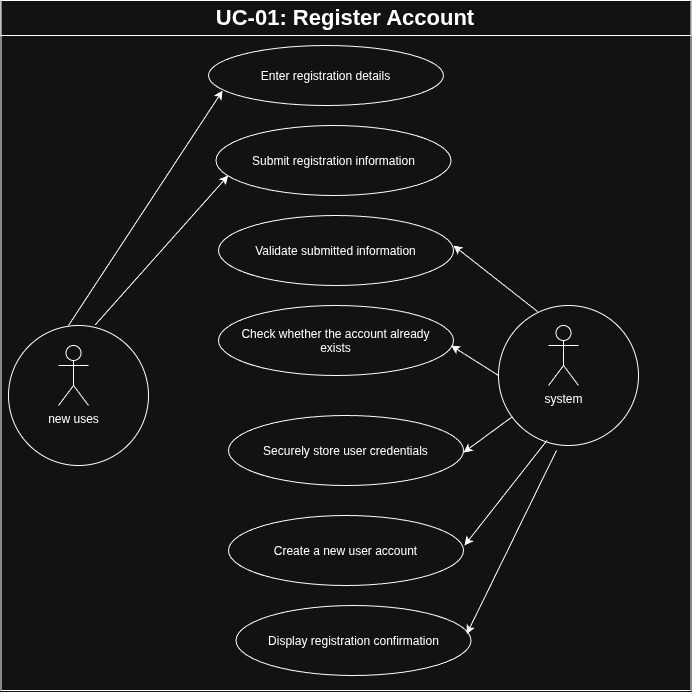 UC-01: Register Account
Enter registration details
Submit registration information
Validate submitted information
Check whether the account already
exists
new uses
system
Securely store user credentials
Create a new user account
Display registration confirmation